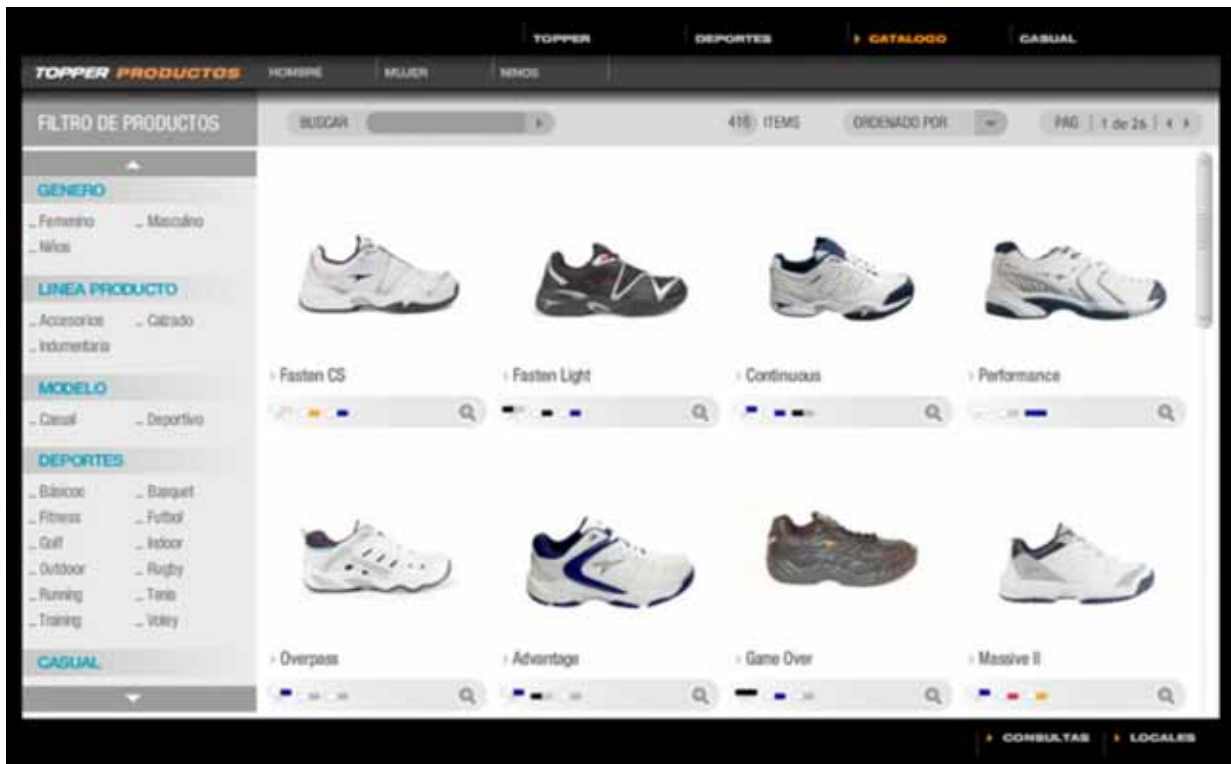 TOPPER DEPORTES CATALOGO CASUAL
TOPPER PRODUCTOS HOMBRE MUJER NINOS
FILTRO DE PRODUCTOS BUSCAR 416 ITEMS ORDENADO POR PAG 1 de 26
GENERO
_ Femenino _ Masculino
_ Niños
LINEA PRODUCTO
_ Accesorios _ Calzado
_ Indumentaria
MODELO
_ Casual _ Deportivo
DEPORTES
_ Básicos _ Basquet
_ Fitness _ Futbol
_ Golf _ Indoor
_ Outdoor _ Rugby
_ Running _ Tenis
_ Training _ Voley
CASUAL
Fasten CS Fasten Light Continuous Performance
Overpass Advantage Game Over Massive II
CONSULTAS LOCALES